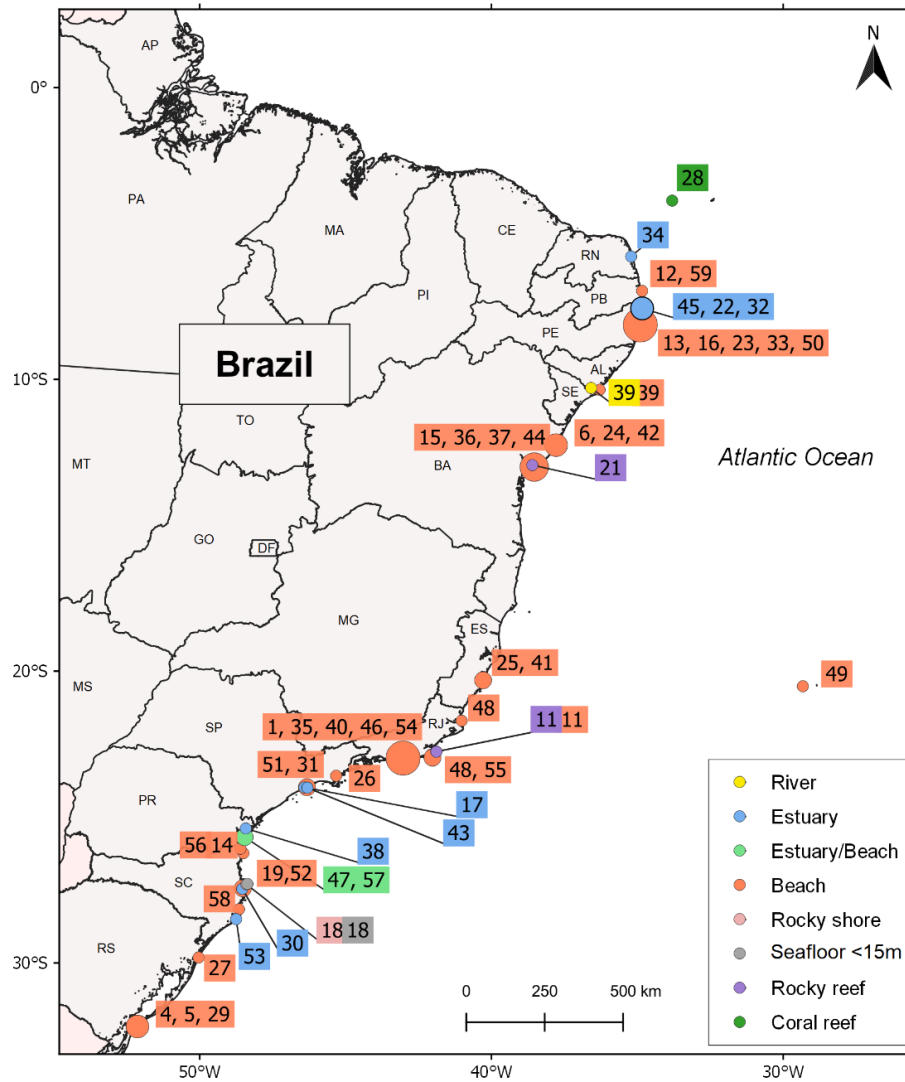 AP
N
0°
PA
28
MA
CE
34
RN
12, 59
PI
PB
45, 22, 32
PE
13, 16, 23, 33, 50
Brazil
10°S
AL
SE
39 39
TO
15, 36, 37, 44
6, 24, 42
MT
BA
21
Atlantic Ocean
GO
DF
MG
ES
25, 41
20°S
MS
49
48
11 11
SP
1, 35, 40, 46, 54
RJ
51, 31
26
48, 55
17
PR
43
56 14
38
19,52
47, 57
SC
58
18 18
30
53
RS
27
30°S
4, 5, 29
River
Estuary
Estuary/Beach
Beach
Rocky shore
Seafloor <15m
Rocky reef
Coral reef
0 250 500 km
50°W 40°W 30°W